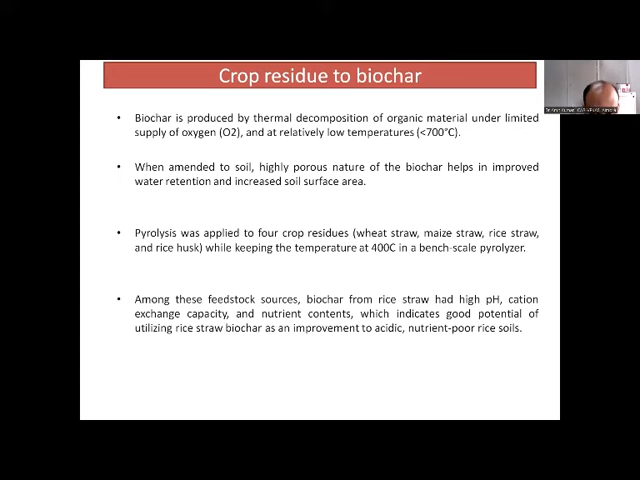 Crop residue to biochar
• Biochar is produced by thermal decomposition of organic material under limited
supply of oxygen (O2), and at relatively low temperatures (<700°C).
• When amended to soil, highly porous nature of the biochar helps in improved
water retention and increased soil surface area.
• Pyrolysis was applied to four crop residues (wheat straw, maize straw, rice straw,
and rice husk) while keeping the temperature at 400C in a bench-scale pyrolyzer.
• Among these feedstock sources, biochar from rice straw had high pH, cation
exchange capacity, and nutrient contents, which indicates good potential of
utilizing rice straw biochar as an improvement to acidic, nutrient-poor rice soils.